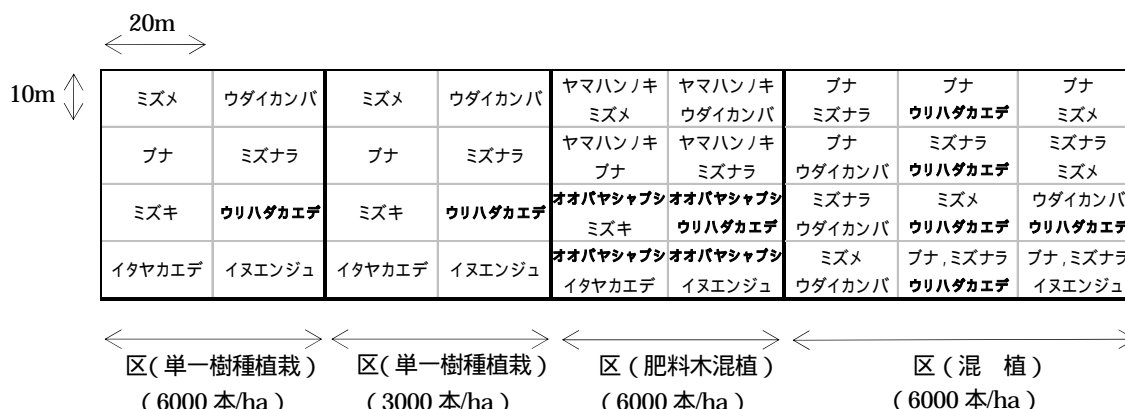 20m
10m
ミズメ ウダイカンバ ミズメ ウダイカンバ ヤマハンノキ ヤマハンノキ ブナ ブナ ブナ
ミズメ ウダイカンバ ミズナラ ウリハダカエデ ミズメ
ブナ ミズナラ ブナ ミズナラ ヤマハンノキ ヤマハンノキ ブナ ミズナラ ミズナラ
ブナ ミズナラ ウダイカンバ ウリハダカエデ ミズメ
ミズキ ウリハダカエデ ミズキ ウリハダカエデ オオバヤシャブシ オオバヤシャブシ ミズナラ ミズメ ウダイカンバ
ミズキ ウリハダカエデ ウダイカンバ ウリハダカエデ ウリハダカエデ
イタヤカエデ イヌエンジュ イタヤカエデ イヌエンジュ オオバヤシャブシ オオバヤシャブシ ミズメ ブナ,ミズナラ ブナ,ミズナラ
イタヤカエデ イヌエンジュ ウダイカンバ ウリハダカエデ イヌエンジュ
区(単一樹種植栽) 区(単一樹種植栽) 区(肥料木混植) 区(混 植)
(6000 本/ha) (3000 本/ha) (6000 本/ha) (6000 本/ha)